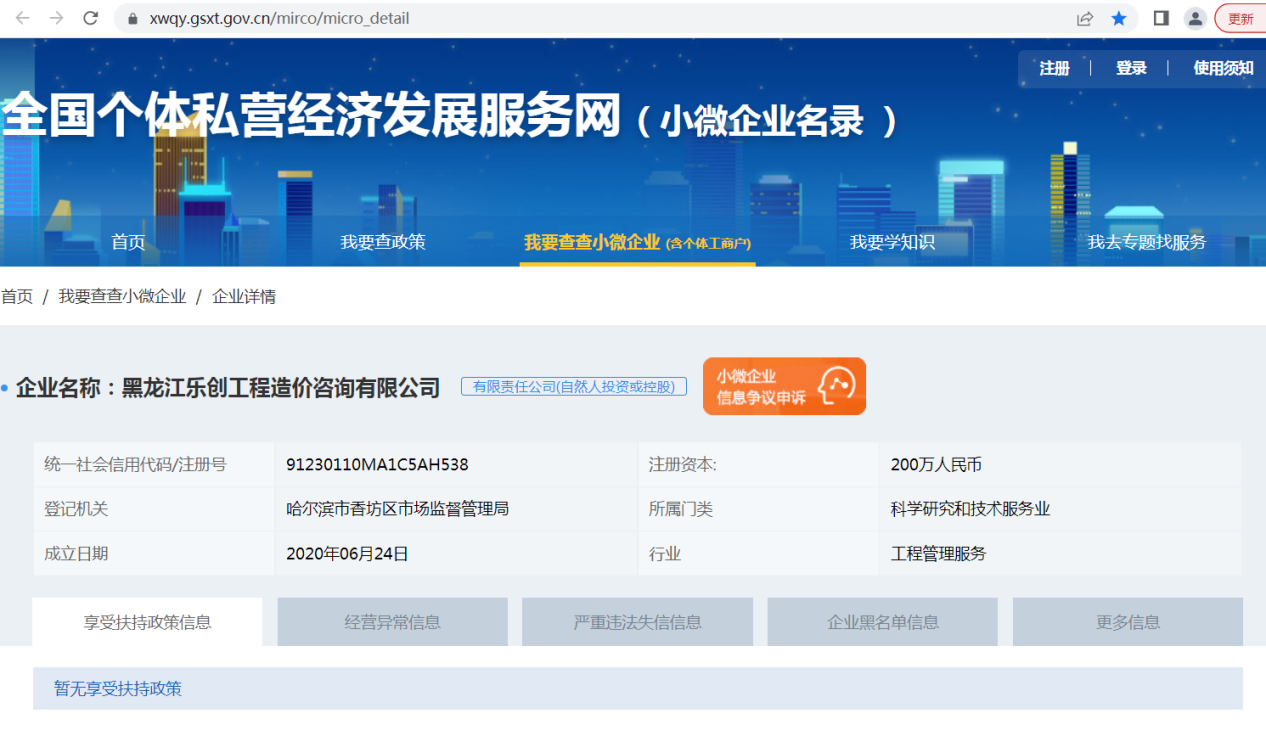 xwqy.gsxt.gov.cn/mirco/micro_detail
更新
注册 | 登录 | 使用须知
全国个体私营经济发展服务网（小微企业名录 ）
首页 我要查政策 我要查查小微企业 (含个体工商户) 我要学知识 我去专题找服务
首页 / 我要查查小微企业 / 企业详情
企业名称：黑龙江乐创工程造价咨询有限公司 有限责任公司(自然人投资或控股) 小微企业
信息争议申诉
统一社会信用代码/注册号 91230110MA1C5AH538 注册资本: 200万人民币
登记机关 哈尔滨市香坊区市场监督管理局 所属门类 科学研究和技术服务业
成立日期 2020年06月24日 行业 工程管理服务
享受扶持政策信息 经营异常信息 严重违法失信信息 企业黑名单信息 更多信息
暂无享受扶持政策